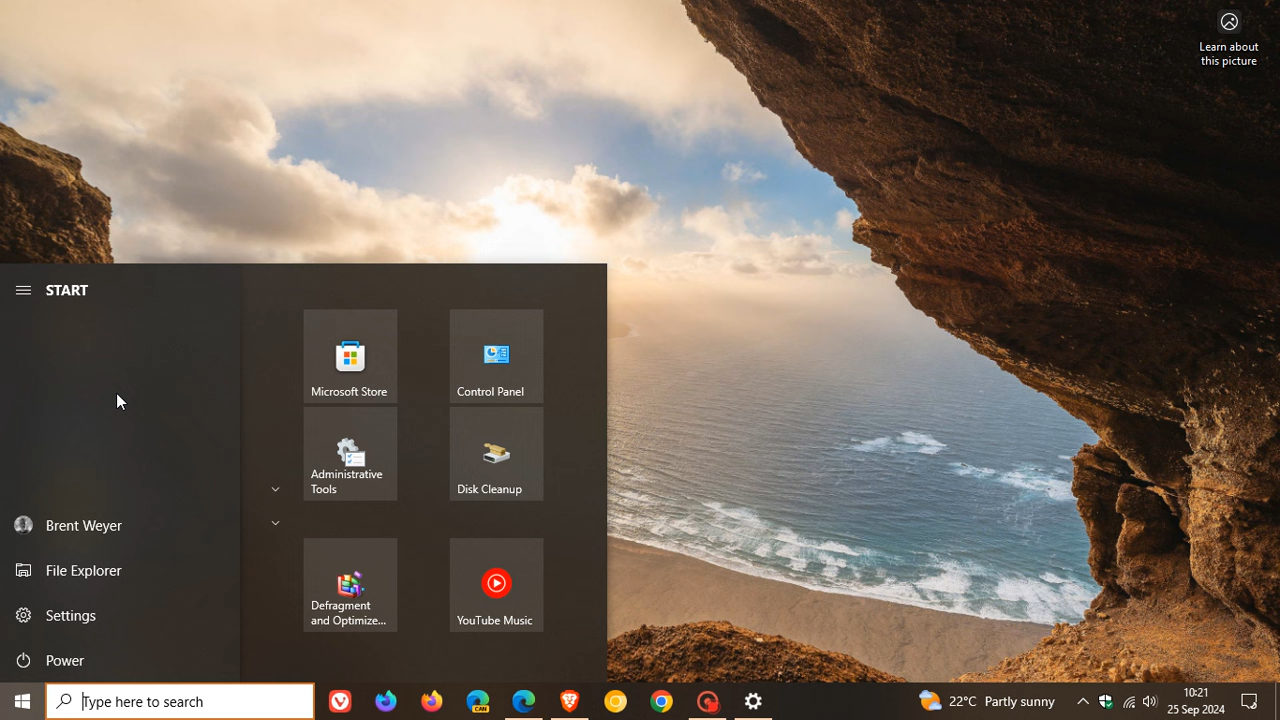 Learn about
this picture
START
Microsoft Store
Control Panel
Administrative
Tools
Disk Cleanup
Brent Weyer
File Explorer
Settings
Power
Defragment
and Optimize...
YouTube Music
Type here to search
CAN
22°C Partly sunny
10:21
25 Sep 2024